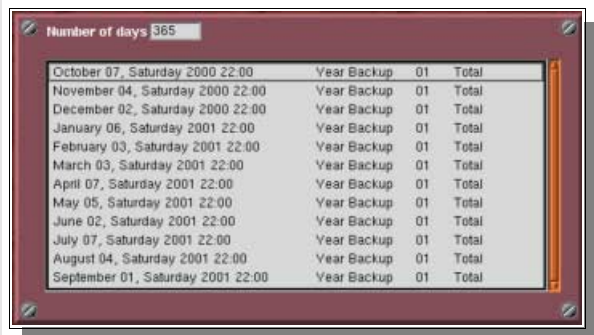 Number of days 365
October 07, Saturday 2000 22:00 Year Backup 01 Total
November 04, Saturday 2000 22:00 Year Backup 01 Total
December 02, Saturday 2000 22:00 Year Backup 01 Total
January 06, Saturday 2001 22:00 Year Backup 01 Total
February 03, Saturday 2001 22:00 Year Backup 01 Total
March 03, Saturday 2001 22:00 Year Backup 01 Total
April 07, Saturday 2001 22:00 Year Backup 01 Total
May 05, Saturday 2001 22:00 Year Backup 01 Total
June 02, Saturday 2001 22:00 Year Backup 01 Total
July 07, Saturday 2001 22:00 Year Backup 01 Total
August 04, Saturday 2001 22:00 Year Backup 01 Total
September 01, Saturday 2001 22:00 Year Backup 01 Total